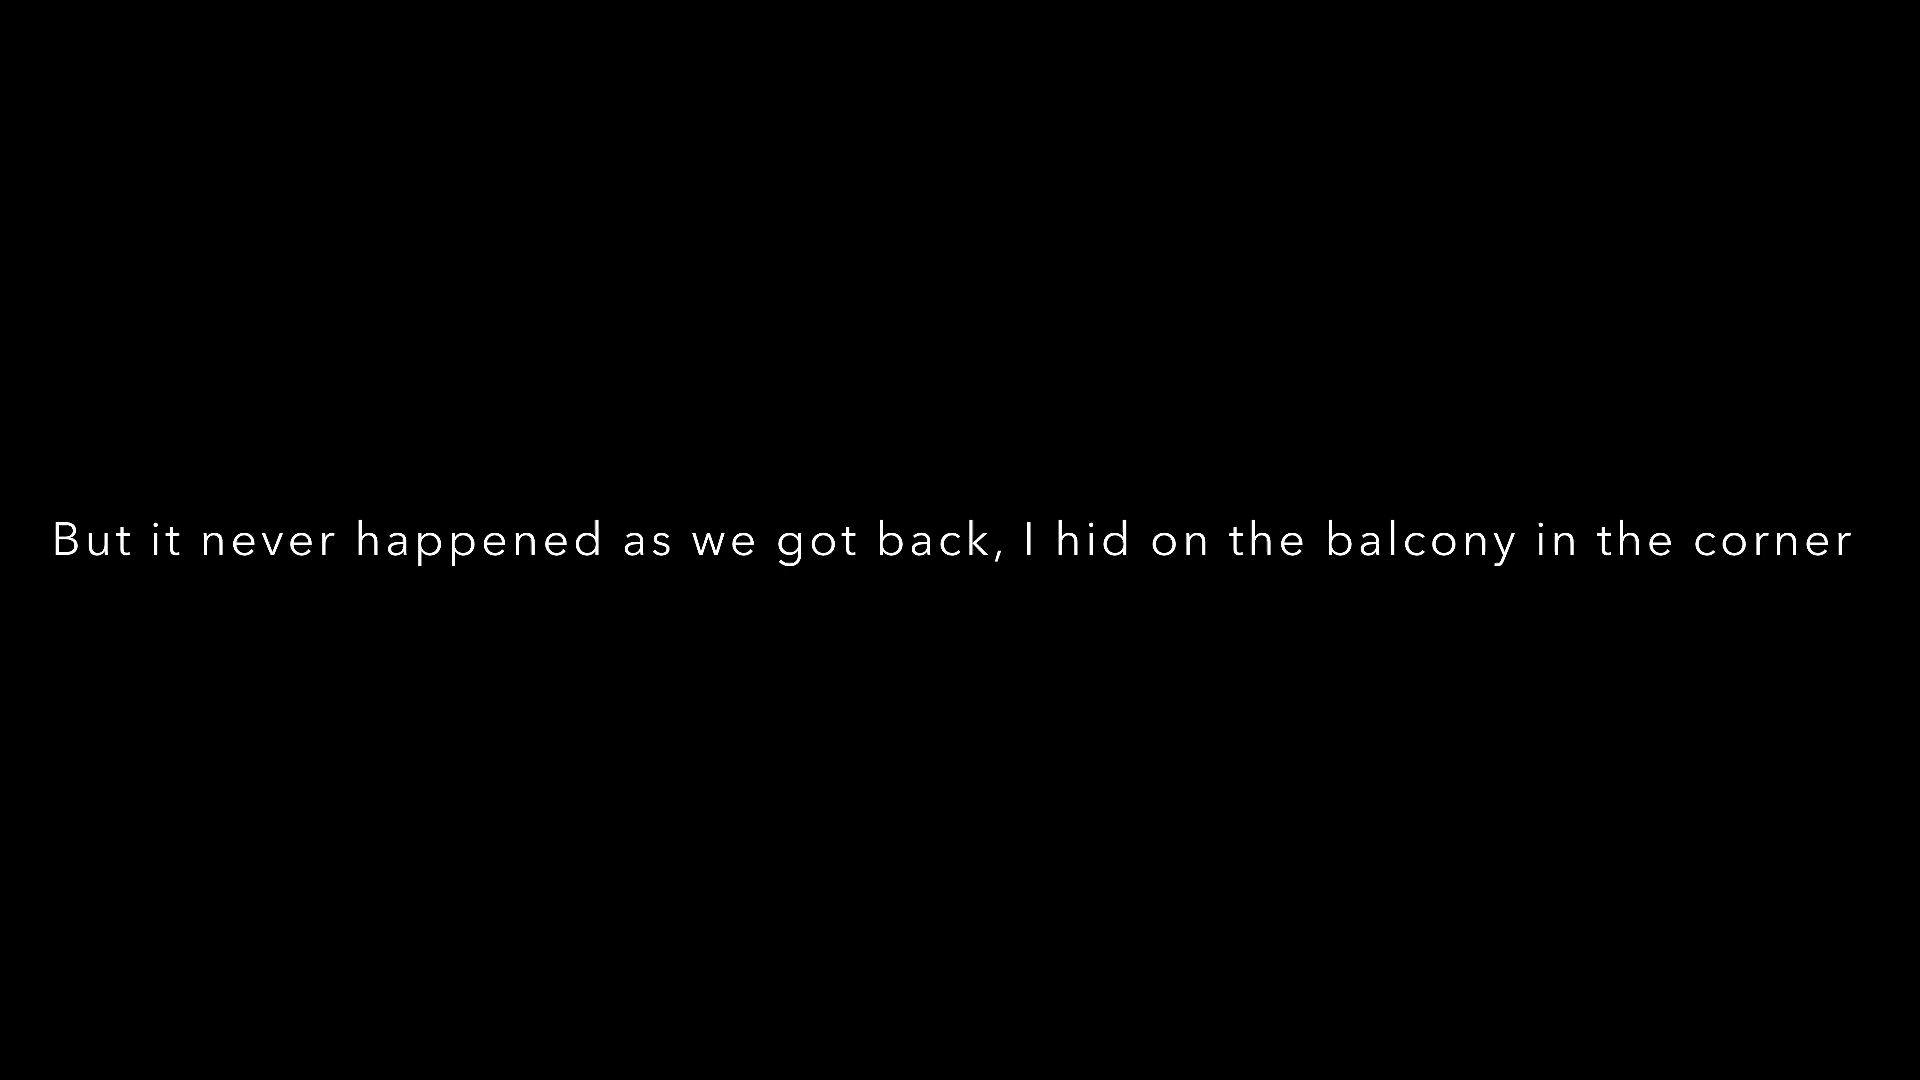 But it never happened as we got back, I hid on the balcony in the corner